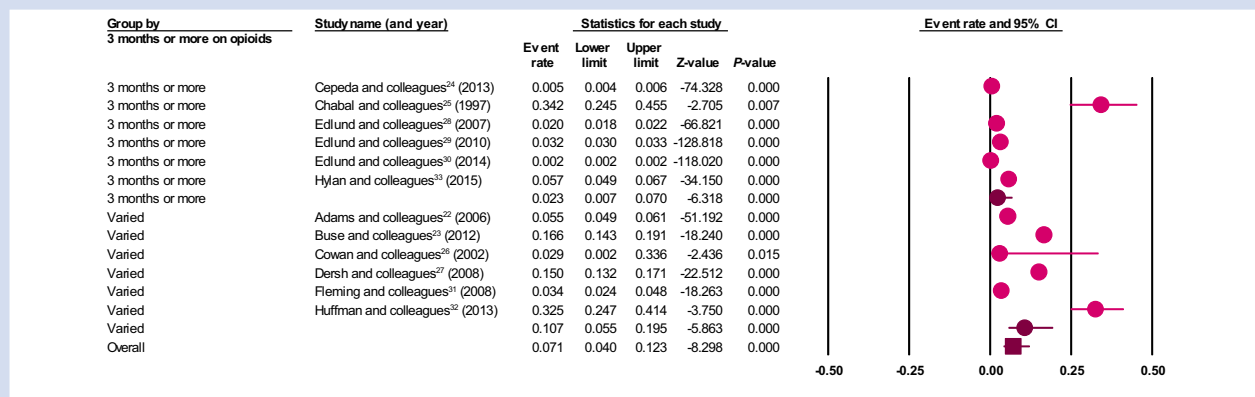 Group by Study name (and year) Statistics for each study Event rate and 95% CI
3 months or more on opioids
Event rate Lower limit Upper limit Z-value P-value
3 months or more Cepeda and colleagues24 (2013) 0.005 0.004 0.006 -74.328 0.000
3 months or more Chabal and colleagues25 (1997) 0.342 0.245 0.455 -2.705 0.007
3 months or more Edlund and colleagues28 (2007) 0.020 0.018 0.022 -66.821 0.000
3 months or more Edlund and colleagues29 (2010) 0.032 0.030 0.033 -128.818 0.000
3 months or more Edlund and colleagues30 (2014) 0.002 0.002 0.002 -118.020 0.000
3 months or more Hylan and colleagues33 (2015) 0.057 0.049 0.067 -34.150 0.000
3 months or more 0.023 0.007 0.070 -6.318 0.000
Varied Adams and colleagues22 (2006) 0.055 0.049 0.061 -51.192 0.000
Varied Buse and colleagues23 (2012) 0.166 0.143 0.191 -18.240 0.000
Varied Cowan and colleagues26 (2002) 0.029 0.002 0.336 -2.436 0.015
Varied Dersh and colleagues27 (2008) 0.150 0.132 0.171 -22.512 0.000
Varied Fleming and colleagues31 (2008) 0.034 0.024 0.048 -18.263 0.000
Varied Huffman and colleagues32 (2013) 0.325 0.247 0.414 -3.750 0.000
Varied 0.107 0.055 0.195 -5.863 0.000
Overall 0.071 0.040 0.123 -8.298 0.000
-0.50 -0.25 0.00 0.25 0.50